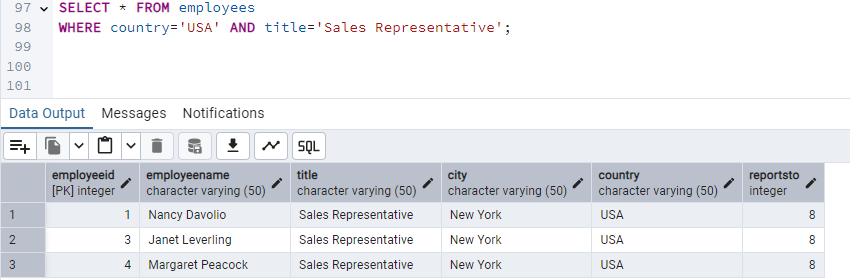 97 SELECT * FROM employees
98 WHERE country='USA' AND title='Sales Representative';
99
100
101
Data Output Messages Notifications
SQL
employeeid employeename title city country reportsto
[PK] integer character varying (50) character varying (50) character varying (50) character varying (50) integer
1 1 Nancy Davolio Sales Representative New York USA 8
2 3 Janet Leverling Sales Representative New York USA 8
3 4 Margaret Peacock Sales Representative New York USA 8